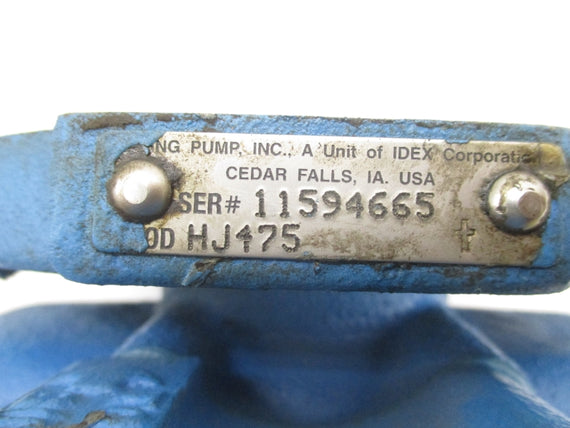 NG PUMP, INC., A Unit of IDEX Corporatio
CEDAR FALLS, IA. USA
SER# 11594665
OD HJ475